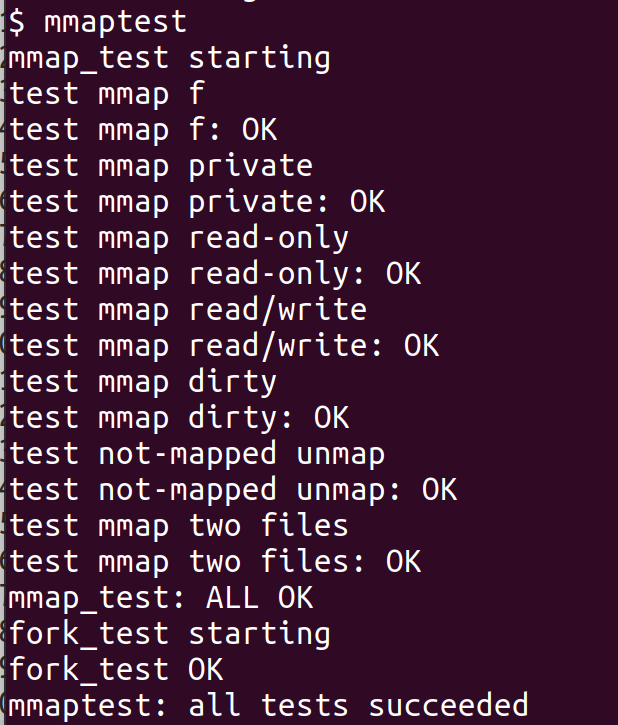 $ mmaptest
mmap_test starting
test mmap f
test mmap f: OK
test mmap private
test mmap private: OK
test mmap read-only
test mmap read-only: OK
test mmap read/write
test mmap read/write: OK
test mmap dirty
test mmap dirty: OK
test not-mapped unmap
test not-mapped unmap: OK
test mmap two files
test mmap two files: OK
mmap_test: ALL OK
fork_test starting
fork_test OK
mmaptest: all tests succeeded